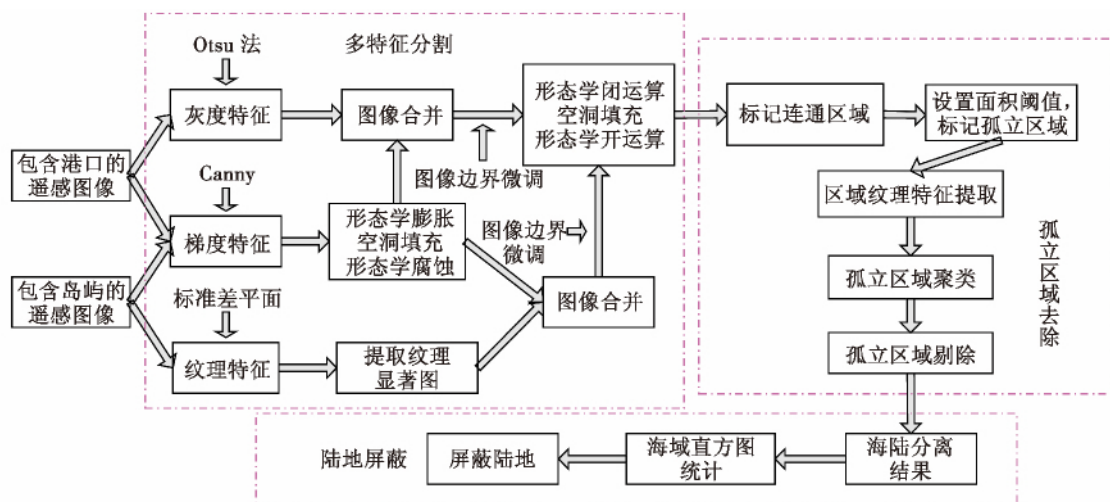 Otsu 法
多特征分割
灰度特征
图像合并
形态学闭运算
空洞填充
形态学开运算
标记连通区域
设置面积阈值，
标记孤立区域
包含港口的
遥感图像
Canny
图像边界微调
区域纹理特征提取
梯度特征
形态学膨胀
空洞填充
形态学腐蚀
图像边界
微调
孤立区域去除
孤立区域聚类
包含岛屿的
遥感图像
标准差平面
图像合并
纹理特征
提取纹理
显著图
孤立区域剔除
陆地屏蔽
屏蔽陆地
海域直方图
统计
海陆分离
结果